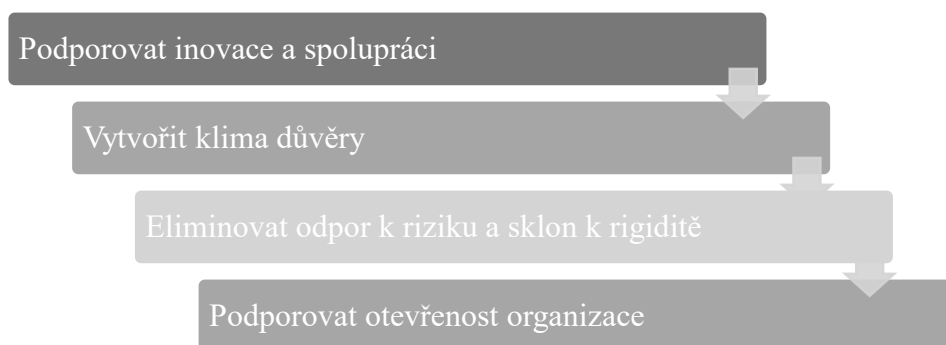 Podporovat inovace a spolupráci
Vytvořit klima důvěry
Eliminovat odpor k riziku a sklon k rigiditě
Podporovat otevřenost organizace